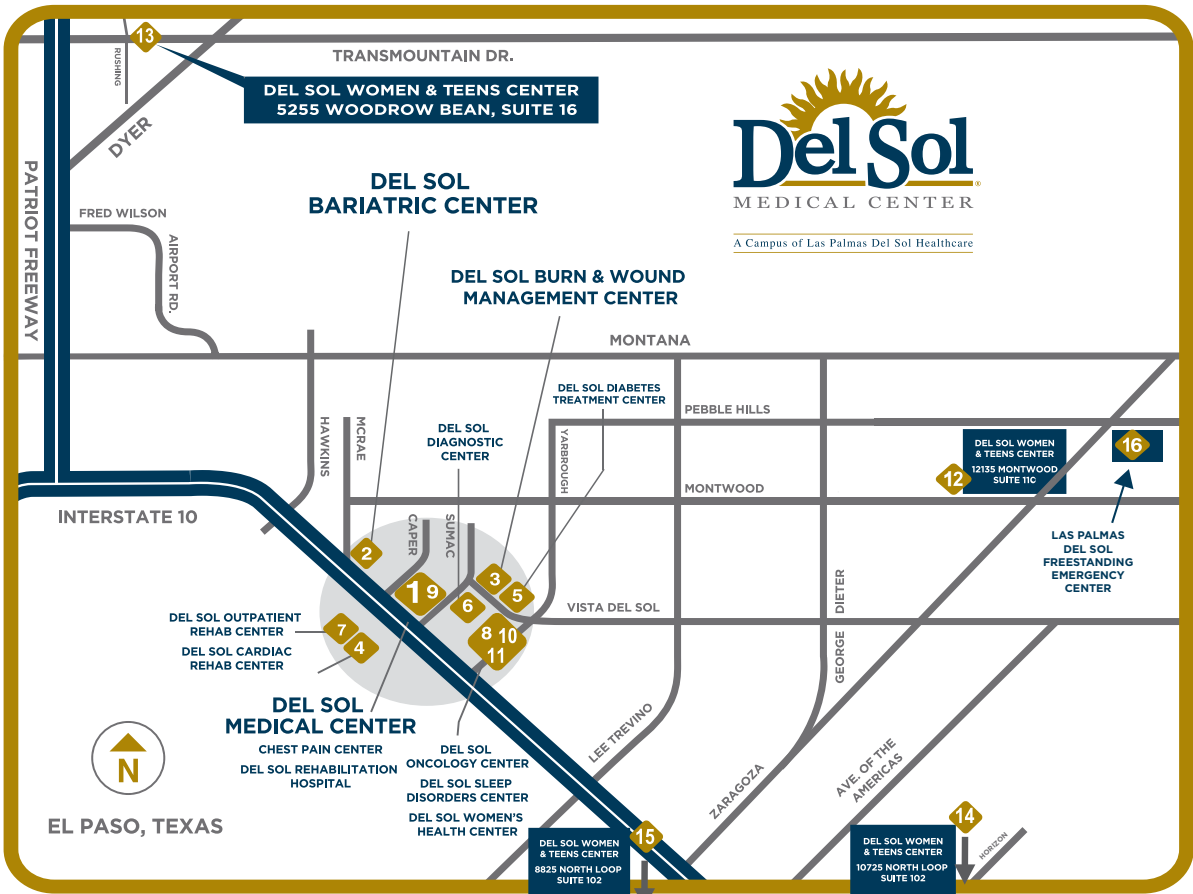 13
RUSHING
TRANSMOUNTAIN DR.
DEL SOL WOMEN & TEENS CENTER
5255 WOODROW BEAN, SUITE 16
DYER
Del Sol
MEDICAL CENTER
A Campus of Las Palmas Del Sol Healthcare
PATRIOT FREEWAY
DEL SOL
BARIATRIC CENTER
FRED WILSON
AIRPORT RD.
DEL SOL BURN & WOUND
MANAGEMENT CENTER
MONTANA
DEL SOL DIABETES
TREATMENT CENTER
PEBBLE HILLS
HAWKINS
MCRAE
DEL SOL
DIAGNOSTIC
CENTER
YARBROUGH
DEL SOL WOMEN
& TEENS CENTER
12135 MONTWOOD
SUITE 110
12
16
MONTWOOD
INTERSTATE 10
CAPER
SUMAC
LAS PALMAS
DEL SOL
FREESTANDING
EMERGENCY
CENTER
2
3
5
1 9
6
VISTA DEL SOL
GEORGE DIETER
DEL SOL OUTPATIENT
REHAB CENTER
7
4
8 10
11
DEL SOL CARDIAC
REHAB CENTER
DEL SOL
MEDICAL CENTER
CHEST PAIN CENTER
DEL SOL REHABILITATION
HOSPITAL
DEL SOL
ONCOLOGY CENTER
DEL SOL SLEEP
DISORDERS CENTER
DEL SOL WOMEN'S
HEALTH CENTER
LEE TREVINO
ZARAGOZA
AVE. OF THE
AMERICAS
N
EL PASO, TEXAS
15
DEL SOL WOMEN
& TEENS CENTER
8825 NORTH LOOP
SUITE 102
14
DEL SOL WOMEN
& TEENS CENTER
10725 NORTH LOOP
SUITE 102
HORIZON